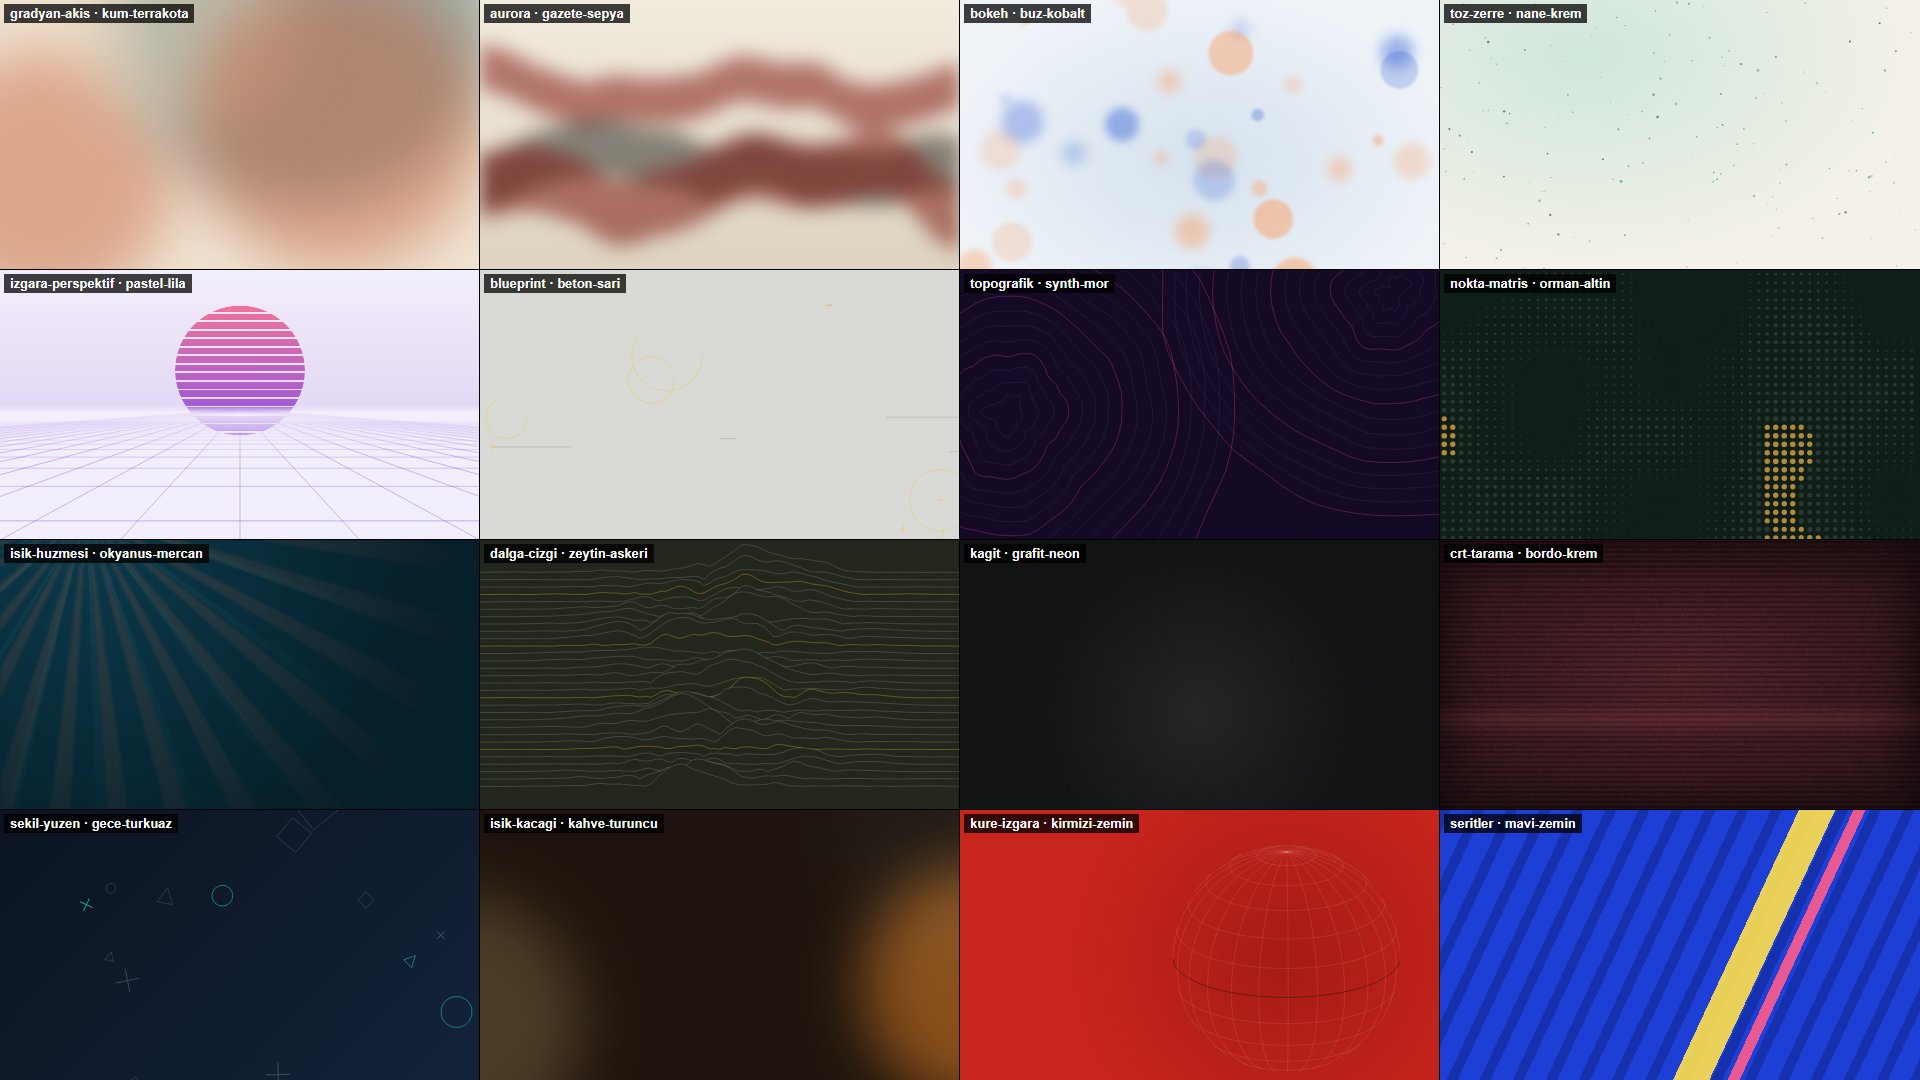 gradyan-akis · kum-terrakota
aurora · gazete-sepya
bokeh · buz-kobalt
toz-zerre · nane-krem
izgara-perspektif · pastel-lila
blueprint · beton-sari
topografik · synth-mor
nokta-matris · orman-altin
isik-huzmesi · okyanus-mercan
dalga-cizgi · zeytin-askeri
kagit · grafit-neon
crt-tarama · bordo-krem
sekil-yuzen · gece-turkuaz
isik-kacagi · kahve-turuncu
kure-izgara · kirmizi-zemin
seritler · mavi-zemin